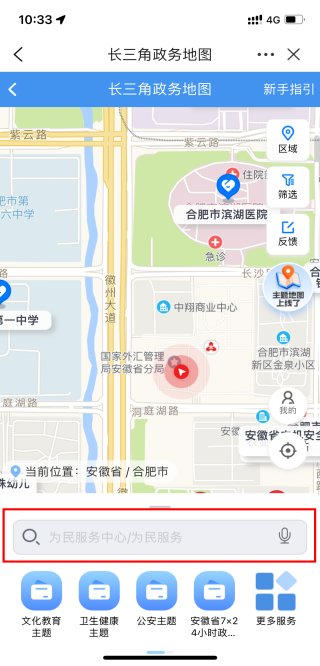 10:33
4G
长三角政务地图
长三角政务地图
新手指引
紫云路
紫云路
区域
住院
筛选
合肥市滨湖医院
肥市第
六中学
急诊
反馈
长沙
主题地图
上线了
徽州大道
中翔商业中心
第一中学
合肥市滨湖
新区金泉小区
国家外汇管理
局安徽省分局
庭湖路
洞庭湖路
我的
当前位置：安徽省 / 合肥市
为民服务中心/为民服务
文化教育
主题
卫生健康
主题
公安主题
安徽省7×2
4小时政...
更多服务